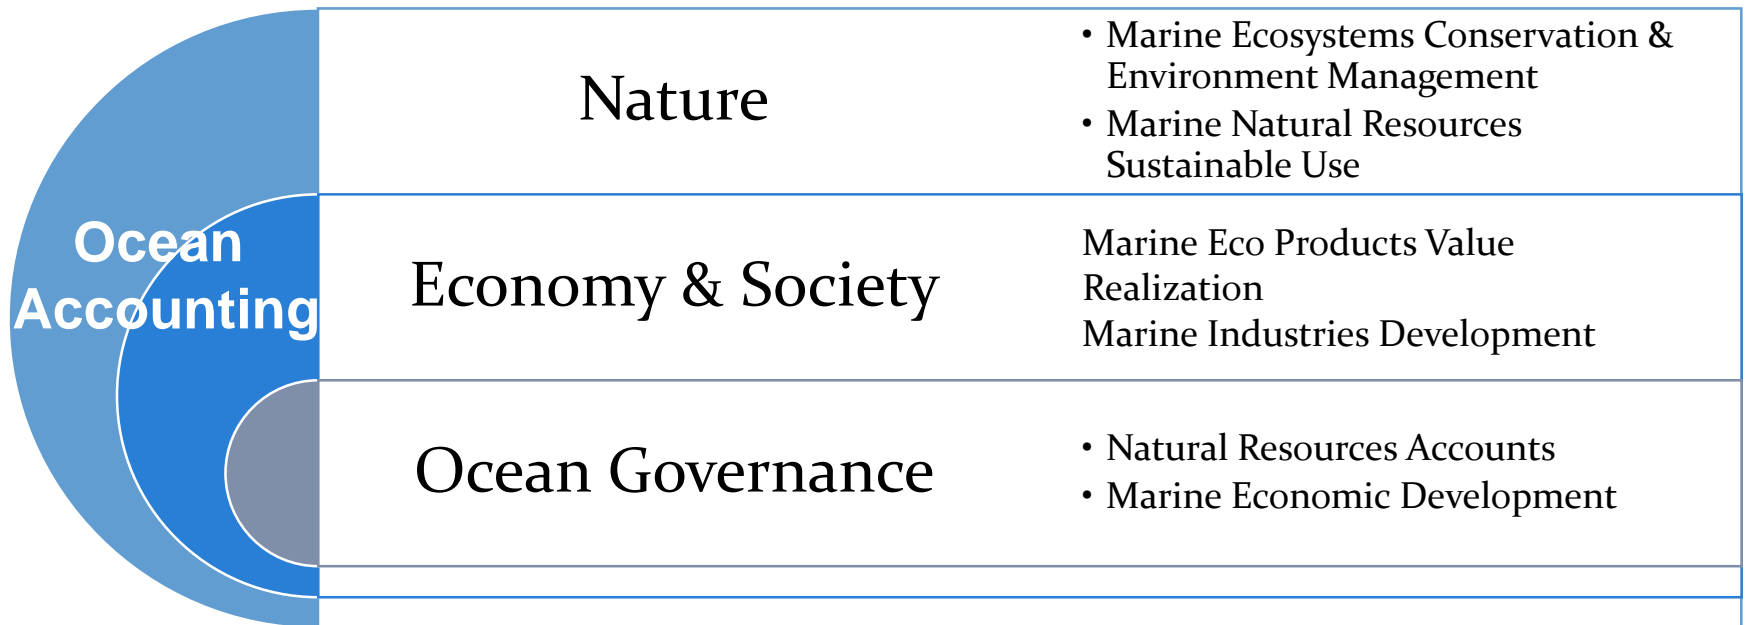 Ocean
Accounting
Nature
• Marine Ecosystems Conservation &
Environment Management
• Marine Natural Resources
Sustainable Use
Economy & Society
Marine Eco Products Value
Realization
Marine Industries Development
Ocean Governance
• Natural Resources Accounts
• Marine Economic Development